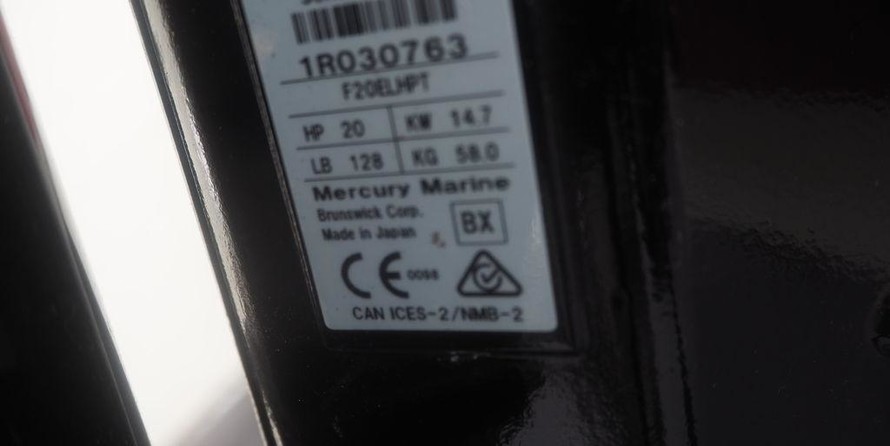 1R030763
F20ELHPT
HP 20 KW 14.7
LB 128 KG 58.0
Mercury Marine
Brunswick Corp.
Made in Japan
BX
CE 0098
CAN ICES-2/NMB-2